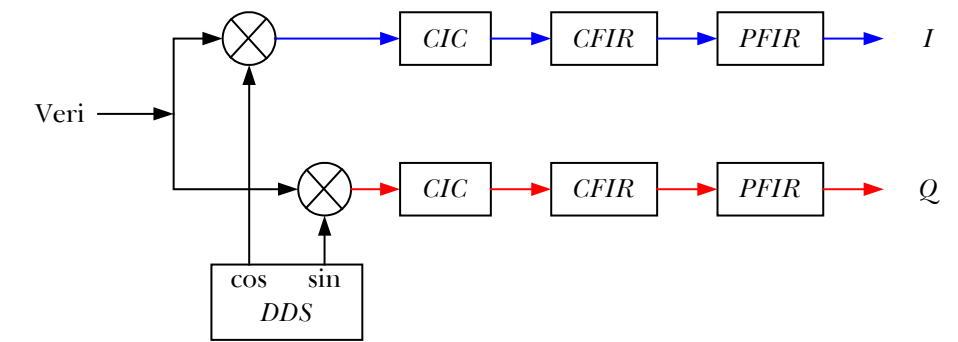 CIC CFIR PFIR I
Veri
CIC CFIR PFIR Q
cos sin
DDS